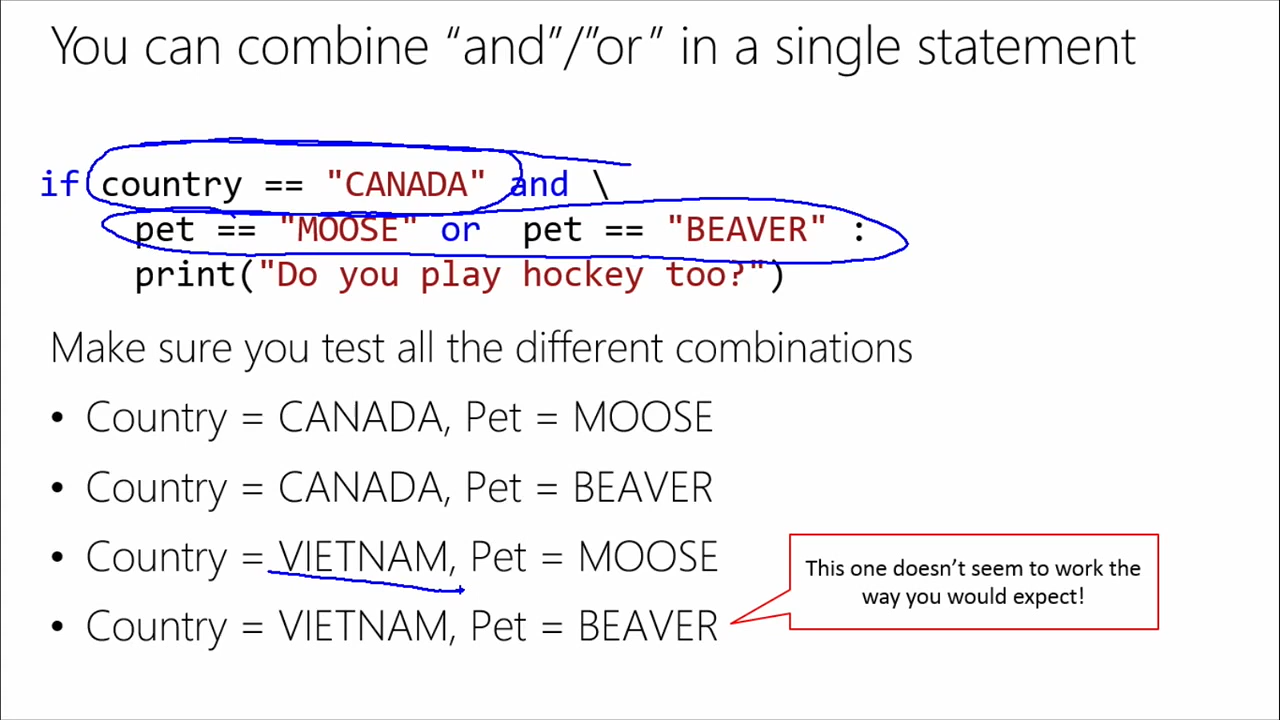 You can combine “and”/”or” in a single statement
if country == "CANADA" and \
pet == "MOOSE" or pet == "BEAVER" :
print("Do you play hockey too?")
Make sure you test all the different combinations
• Country = CANADA, Pet = MOOSE
• Country = CANADA, Pet = BEAVER
• Country = VIETNAM, Pet = MOOSE
• Country = VIETNAM, Pet = BEAVER
This one doesn’t seem to work the
way you would expect!